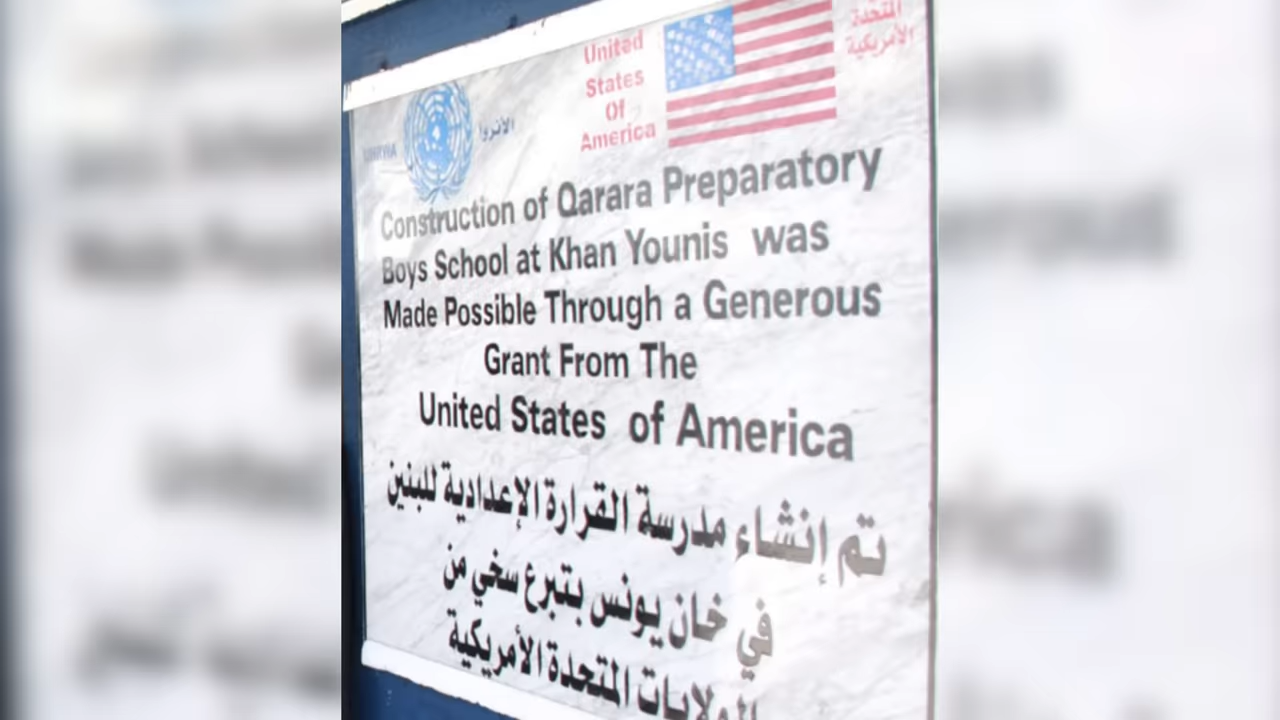 United
States
Of
America
المتحدة
الأمريكية
UNRWA
الانروا
Construction of Qarara Preparatory
Boys School at Khan Younis was
Made Possible Through a Generous
Grant From The
United States of America
تم إنشاء مدرسة القرارة الإعدادية للبنين
في خان يونس بتبرع سخي من
الولايات المتحدة الأمريكية